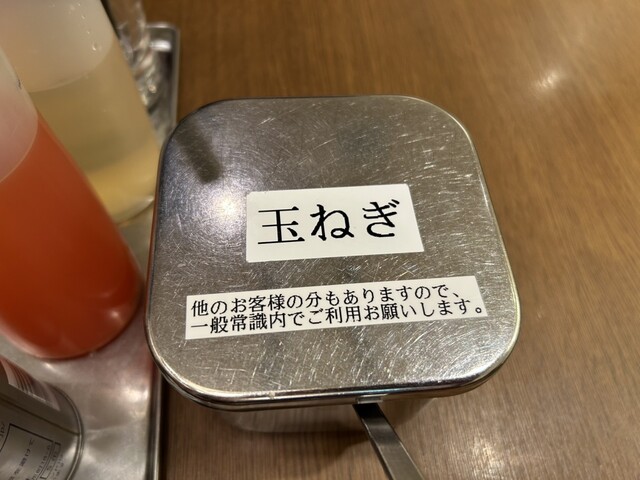 玉ねぎ
他のお客様の分もありますので、
一般常識内でご利用お願いします。